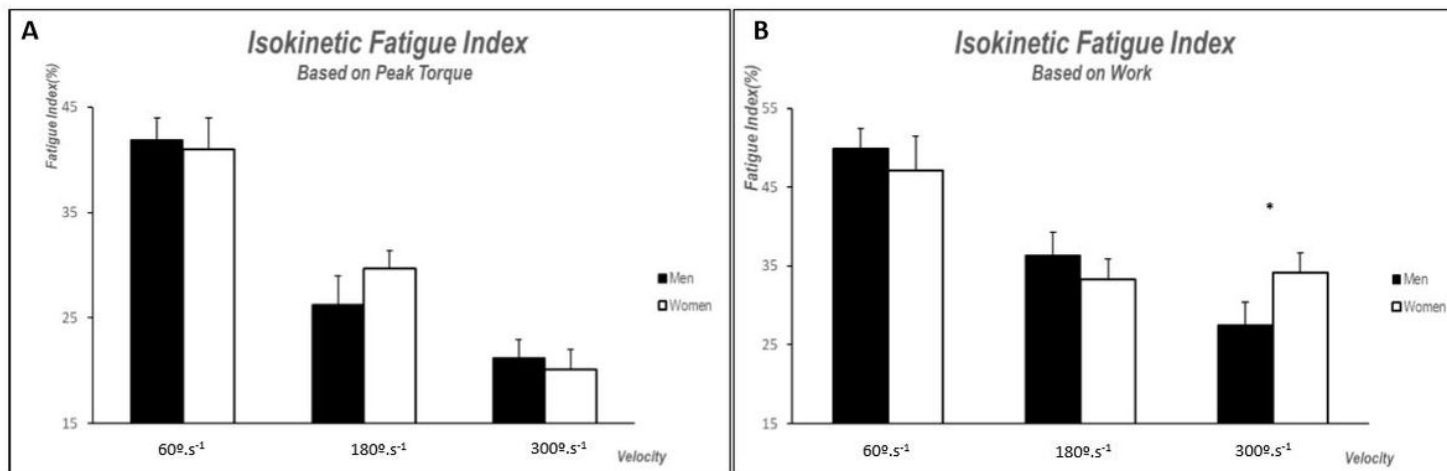 A
Isokinetic Fatigue Index
Based on Peak Torque
Fatigue Index(%)
45
35
25
15
Men
Women
60º.s⁻¹
180º.s⁻¹
300º.s⁻¹
Velocity
B
Isokinetic Fatigue Index
Based on Work
Fatigue Index(%)
55
45
35
25
15
*
Men
Women
60º.s⁻¹
180º.s⁻¹
300º.s⁻¹
Velocity